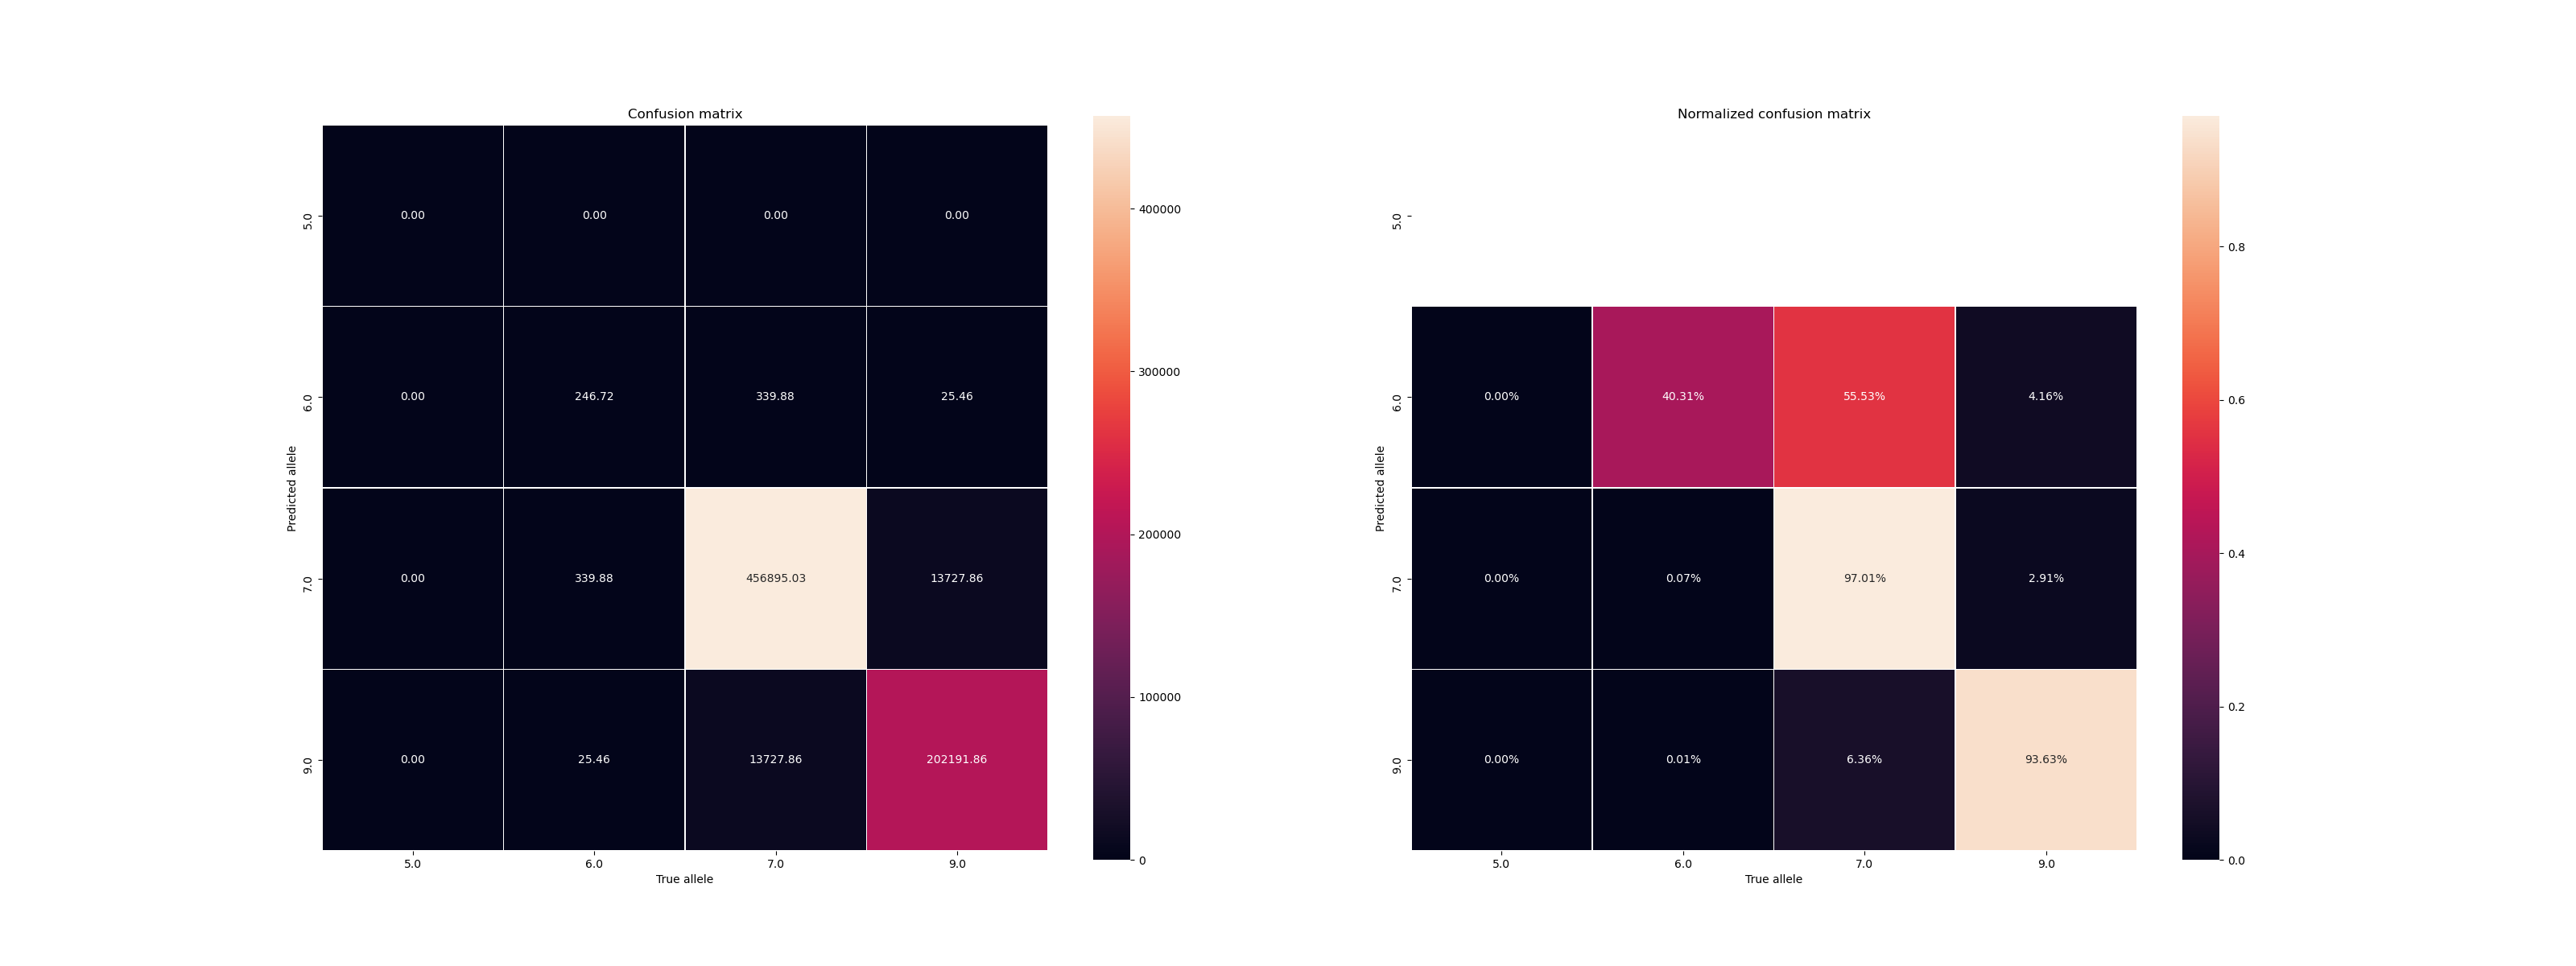 Confusion matrix
5.0 0.00 0.00 0.00 0.00
6.0 0.00 246.72 339.88 25.46
7.0 0.00 339.88 456895.03 13727.86
9.0 0.00 25.46 13727.86 202191.86
Predicted allele
5.0 6.0 7.0 9.0
True allele
400000
300000
200000
100000
0
Normalized confusion matrix
5.0
6.0 0.00% 40.31% 55.53% 4.16%
7.0 0.00% 0.07% 97.01% 2.91%
9.0 0.00% 0.01% 6.36% 93.63%
Predicted allele
5.0 6.0 7.0 9.0
True allele
0.8
0.6
0.4
0.2
0.0